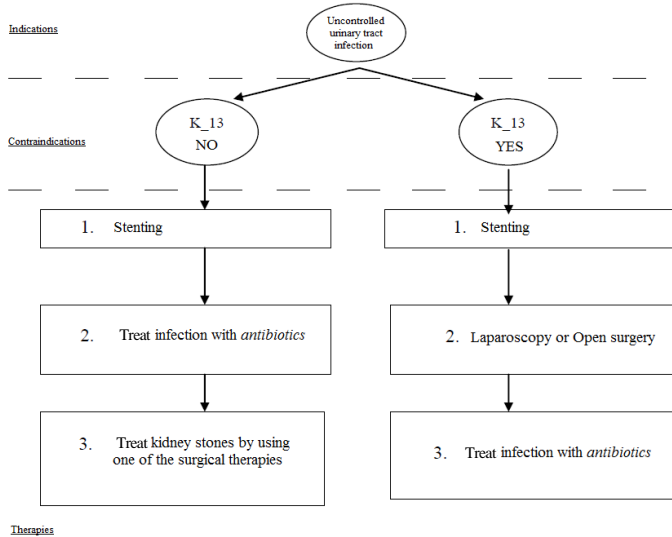 Indications
Uncontrolled
urinary tract
infection
Contraindications
K_13
NO
K_13
YES
1. Stenting
1. Stenting
2. Treat infection with antibiotics
2. Laparoscopy or Open surgery
3. Treat kidney stones by using
one of the surgical therapies
3. Treat infection with antibiotics
Therapies